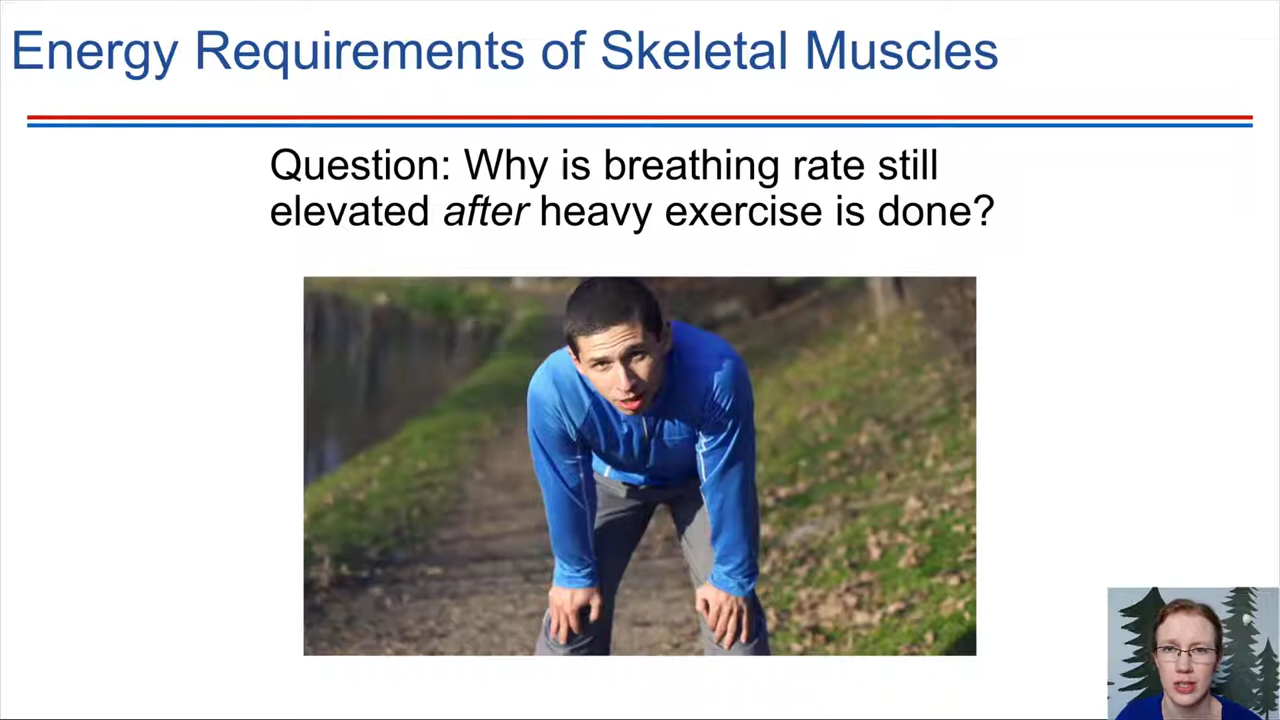 Energy Requirements of Skeletal Muscles
Question: Why is breathing rate still
elevated after heavy exercise is done?